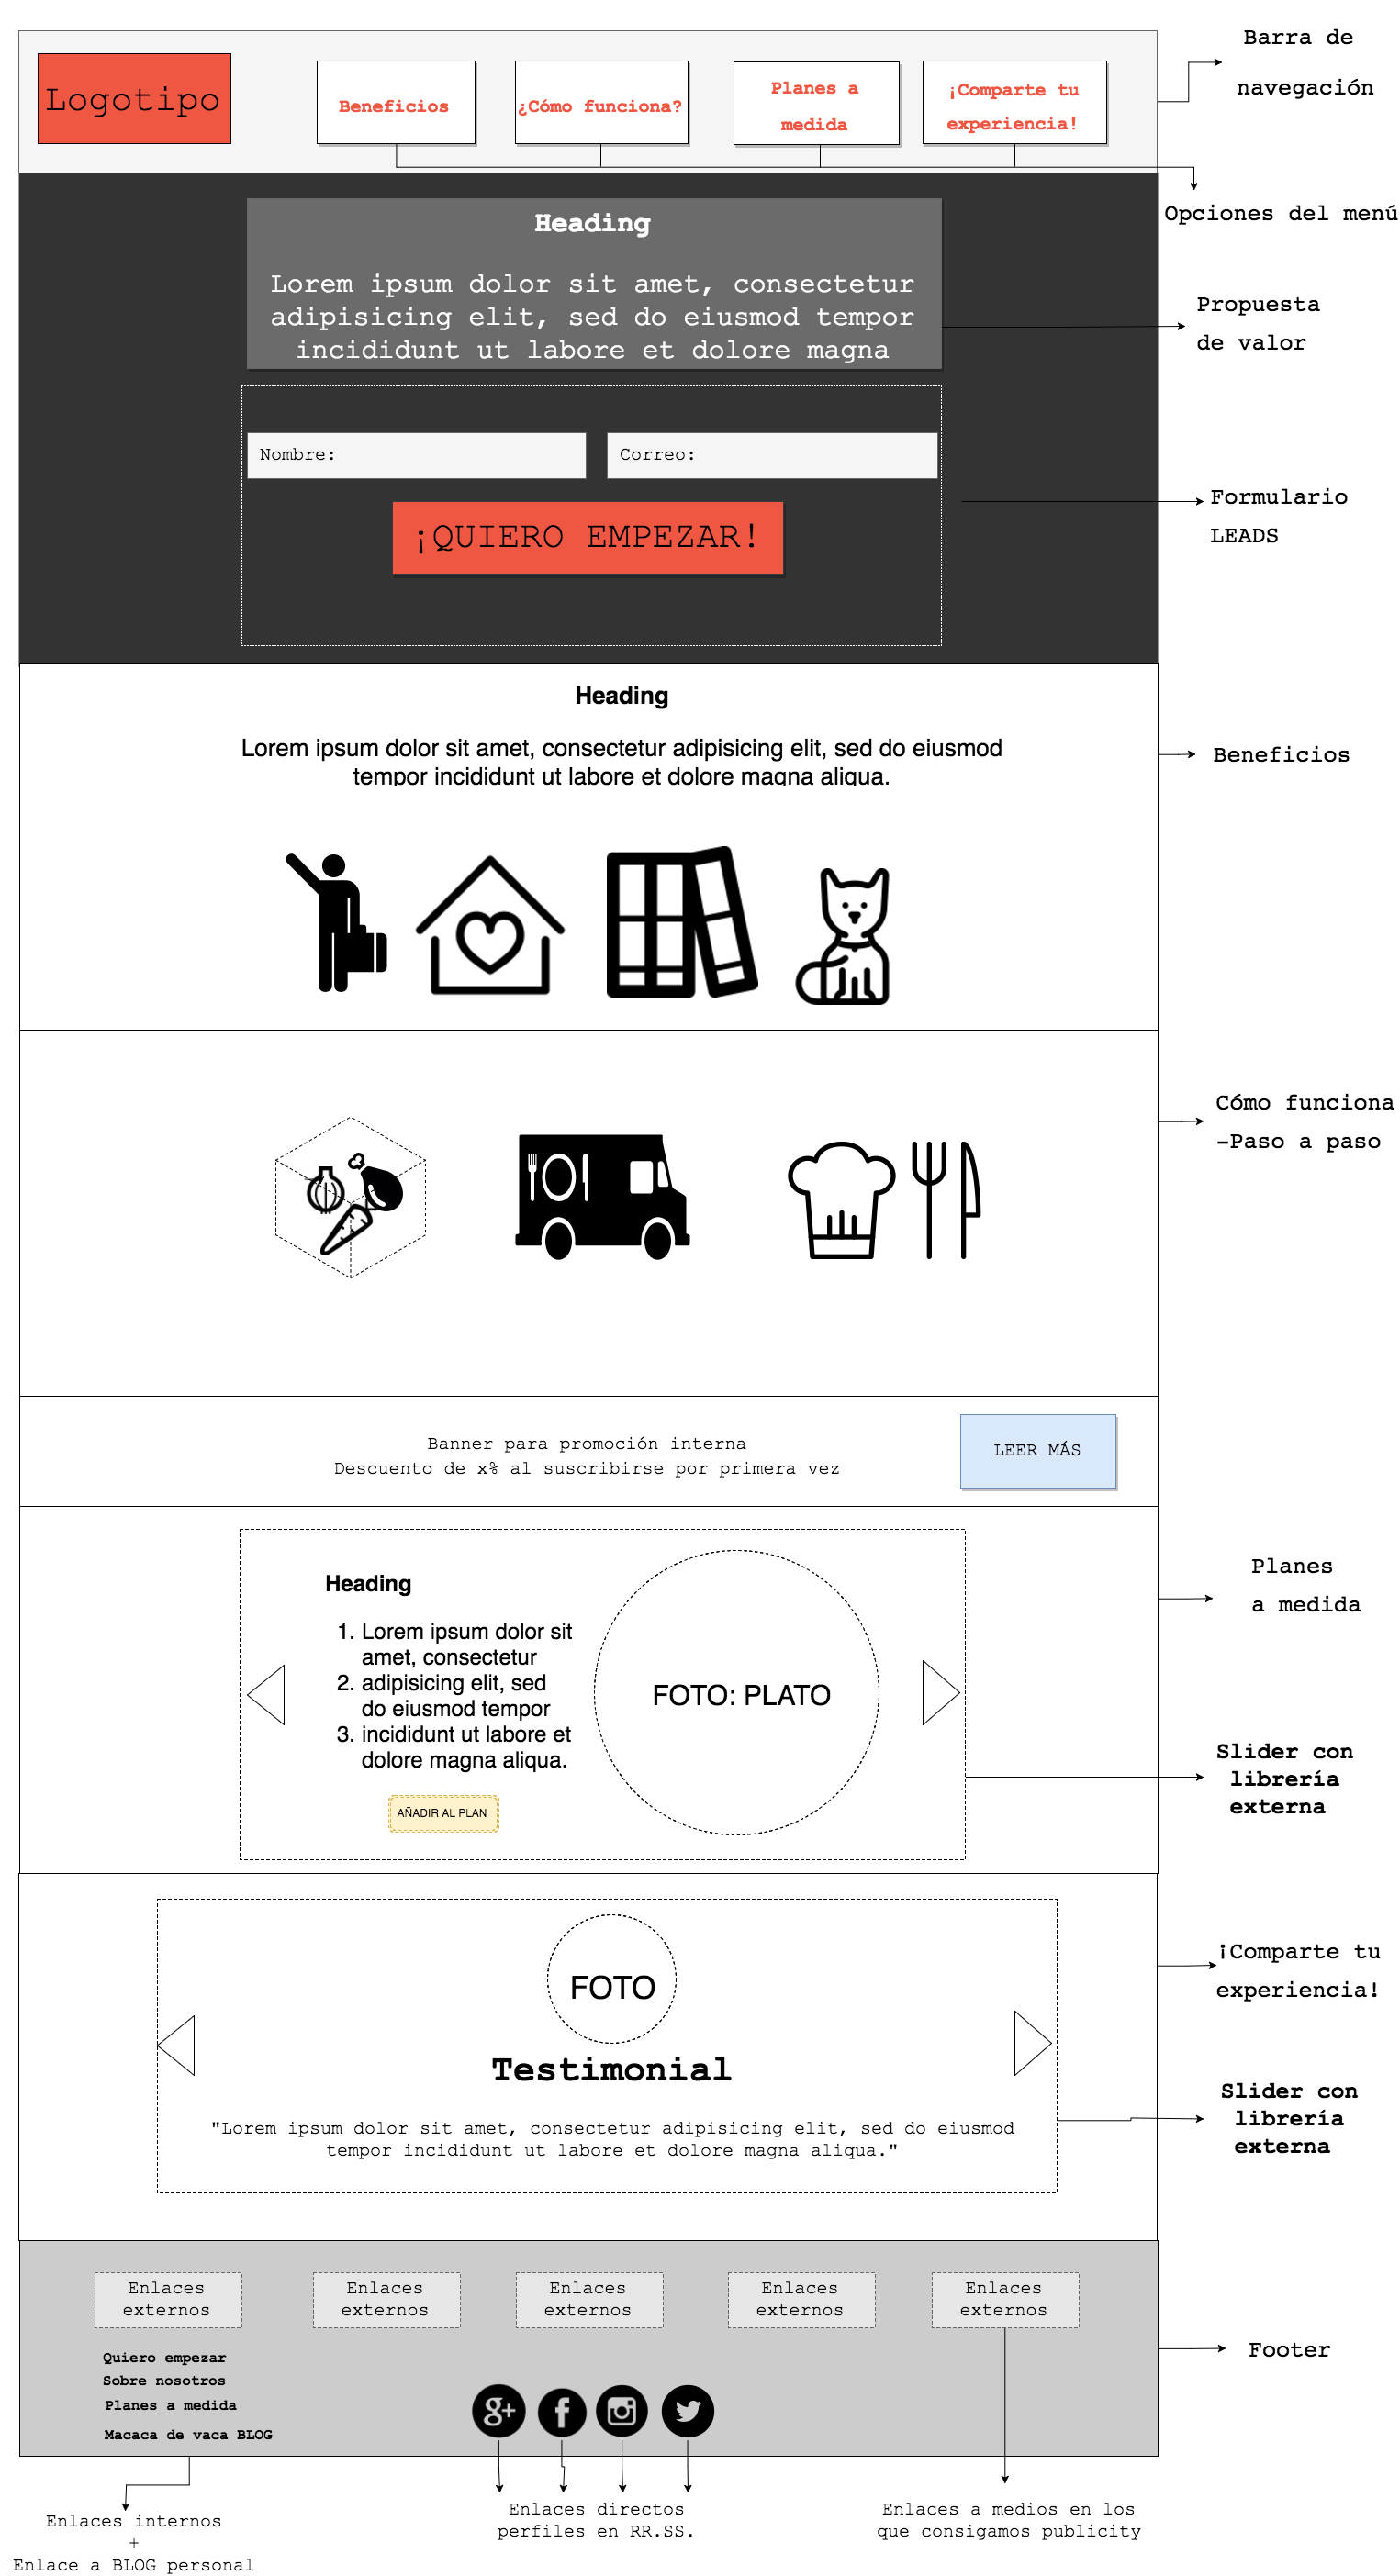 Barra de
navegación
Logotipo
Beneficios
¿Cómo funciona?
Planes a
medida
¡Comparte tu
experiencia!
Opciones del menú
Heading
Lorem ipsum dolor sit amet, consectetur
adipisicing elit, sed do eiusmod tempor
incididunt ut labore et dolore magna
Propuesta
de valor
Nombre:
Correo:
¡QUIERO EMPEZAR!
Formulario
LEADS
Heading
Lorem ipsum dolor sit amet, consectetur adipisicing elit, sed do eiusmod
tempor incididunt ut labore et dolore magna aliqua.
Beneficios
Cómo funciona
-Paso a paso
Banner para promoción interna
Descuento de x% al suscribirse por primera vez
LEER MÁS
Heading
1. Lorem ipsum dolor sit
amet, consectetur
2. adipisicing elit, sed
do eiusmod tempor
3. incididunt ut labore et
dolore magna aliqua.
AÑADIR AL PLAN
FOTO: PLATO
Planes
a medida
Slider con
librería
externa
FOTO
Testimonial
"Lorem ipsum dolor sit amet, consectetur adipisicing elit, sed do eiusmod
tempor incididunt ut labore et dolore magna aliqua."
¡Comparte tu
experiencia!
Slider con
librería
externa
Enlaces
externos
Enlaces
externos
Enlaces
externos
Enlaces
externos
Enlaces
externos
Quiero empezar
Sobre nosotros
Planes a medida
Macaca de vaca BLOG
g+
f
Footer
Enlaces internos
+
Enlace a BLOG personal
Enlaces directos
perfiles en RR.SS.
Enlaces a medios en los
que consigamos publicity